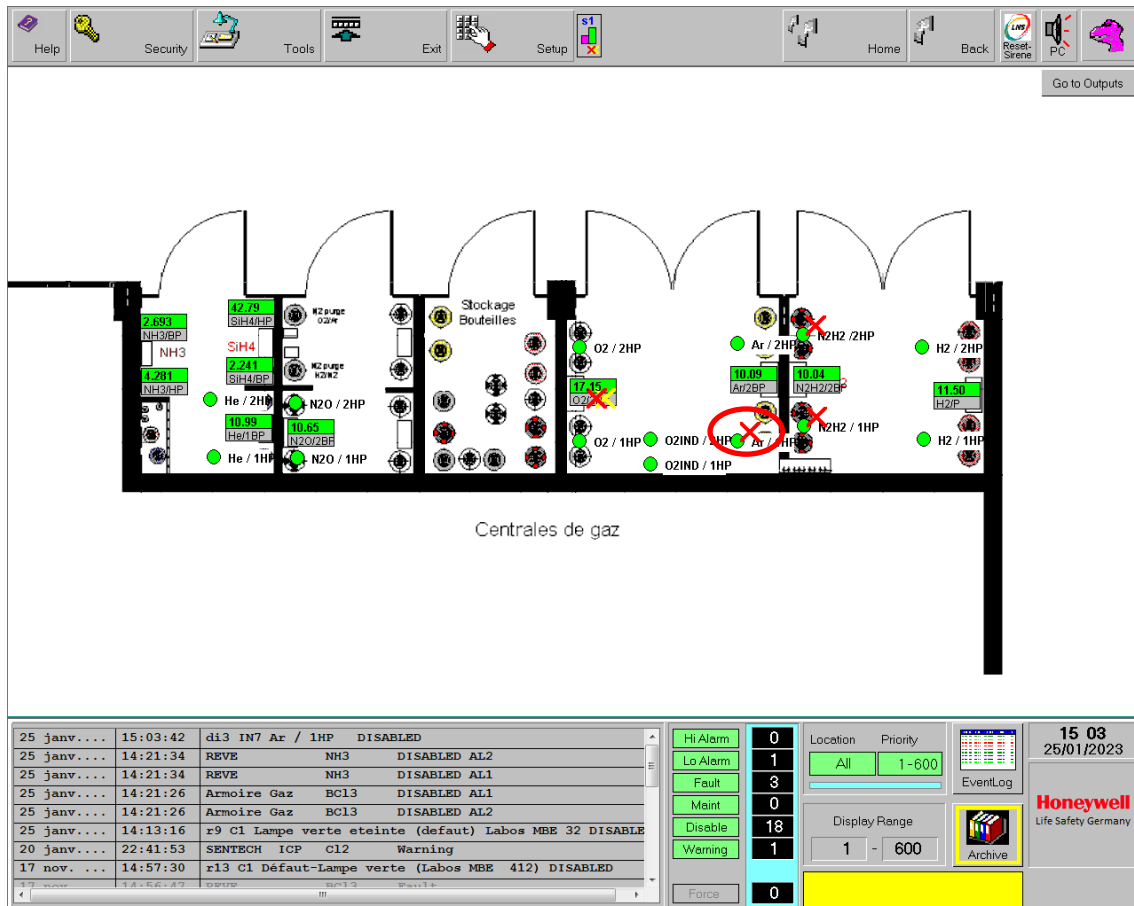 Help
Security
Tools
Exit
Setup
s1
Home
Back
LNS
Reset-
Sirene
PC
Go to Outputs
Stockage
Bouteilles
N2 purge
O2/Ar
42.79
SiH4/HP
2.693
NH3/BP
NH3
SiH4
O2 / 2HP
Ar / 2HP
N2H2 /2HP
H2 / 2HP
2.241
SiH4/BP
N2 purge
4.281
NH3/HP
17.15
10.09
Ar/2BP
10.04
N2H2/2BP
11.50
H2/P
He / 2HP
N2O / 2HP
10.99
He/1BP
10.65
N2O/2BP
O2 / 1HP
O2IND / 2HP
Ar / 1HP
N2H2 / 1HP
H2 / 1HP
He / 1HP
N2O / 1HP
O2IND / 1HP
Centrales de gaz
25 janv.... 15:03:42 di3 IN7 Ar / 1HP DISABLED
25 janv.... 14:21:34 REVE NH3 DISABLED AL2
25 janv.... 14:21:34 REVE NH3 DISABLED AL1
25 janv.... 14:21:26 Armoire Gaz BCl3 DISABLED AL1
25 janv.... 14:21:26 Armoire Gaz BCl3 DISABLED AL2
25 janv.... 14:13:16 r9 C1 Lampe verte eteinte (defaut) Labos MBE 32 DISABLE
20 janv.... 22:41:53 SENTECH ICP Cl2 Warning
17 nov. ... 14:57:30 r13 C1 Défaut-Lampe verte (Labos MBE 412) DISABLED
17 nov. ... 14:56:47 REVE BCl3 Fault
Hi Alarm 0
Lo Alarm 1
Fault 3
Maint 0
Disable 18
Warning 1
Force 0
Location Priority
All 1-600
Display Range
1 - 600
EventLog
Archive
15 03
25/01/2023
Honeywell
Life Safety Germany